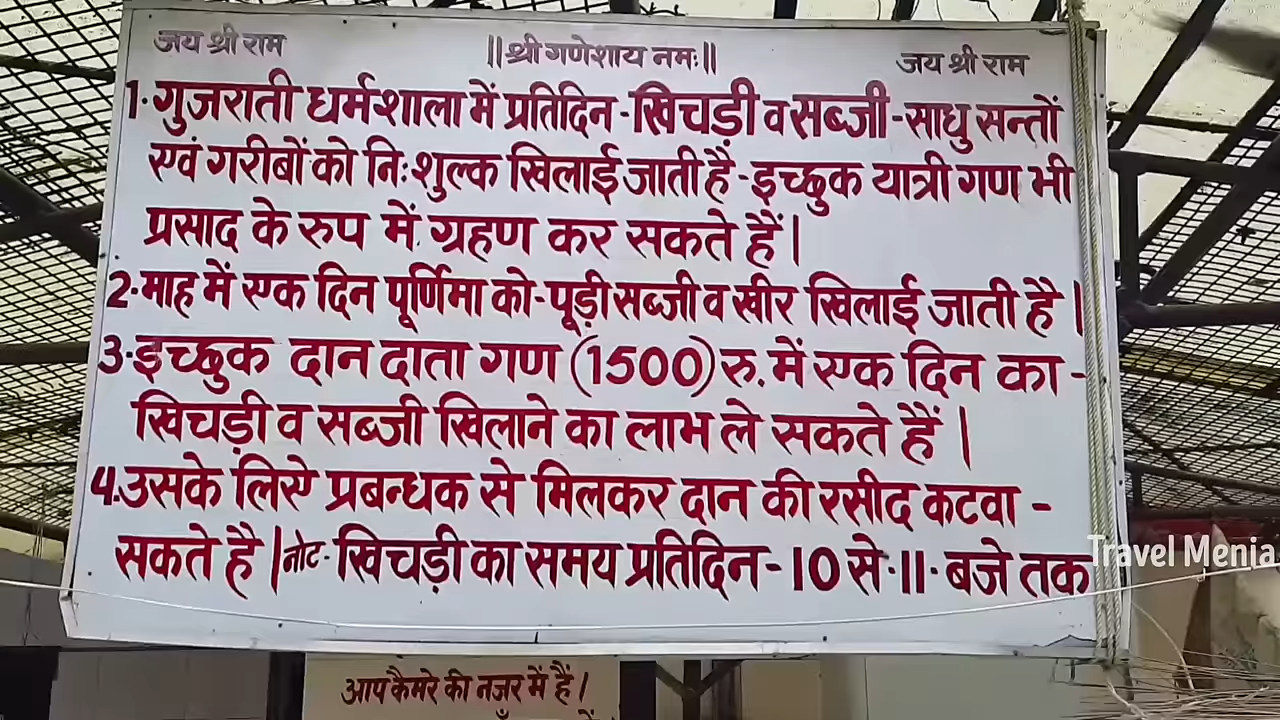 जय श्री राम ||श्री गणेशाय नमः|| जय श्री राम
1. गुजराती धर्मशाला में प्रतिदिन - खिचड़ी व सब्जी - साधु सन्तों
एवं गरीबों को निःशुल्क खिलाई जाती है - इच्छुक यात्री गण भी
प्रसाद के रुप में ग्रहण कर सकते हैं |
2. माह में एक दिन पूर्णिमा को - पूड़ी सब्जी व खीर खिलाई जाती है |
3. इच्छुक दान दाता गण (1500) रु. में एक दिन का -
खिचड़ी व सब्जी खिलाने का लाभ ले सकते हैं |
4. उसके लिए प्रबन्धक से मिलकर दान की रसीद कटवा -
सकते है | नोट - खिचड़ी का समय प्रतिदिन - 10 से 11 बजे तक
Travel Menia
आप कैमरे की नज़र में हैं |